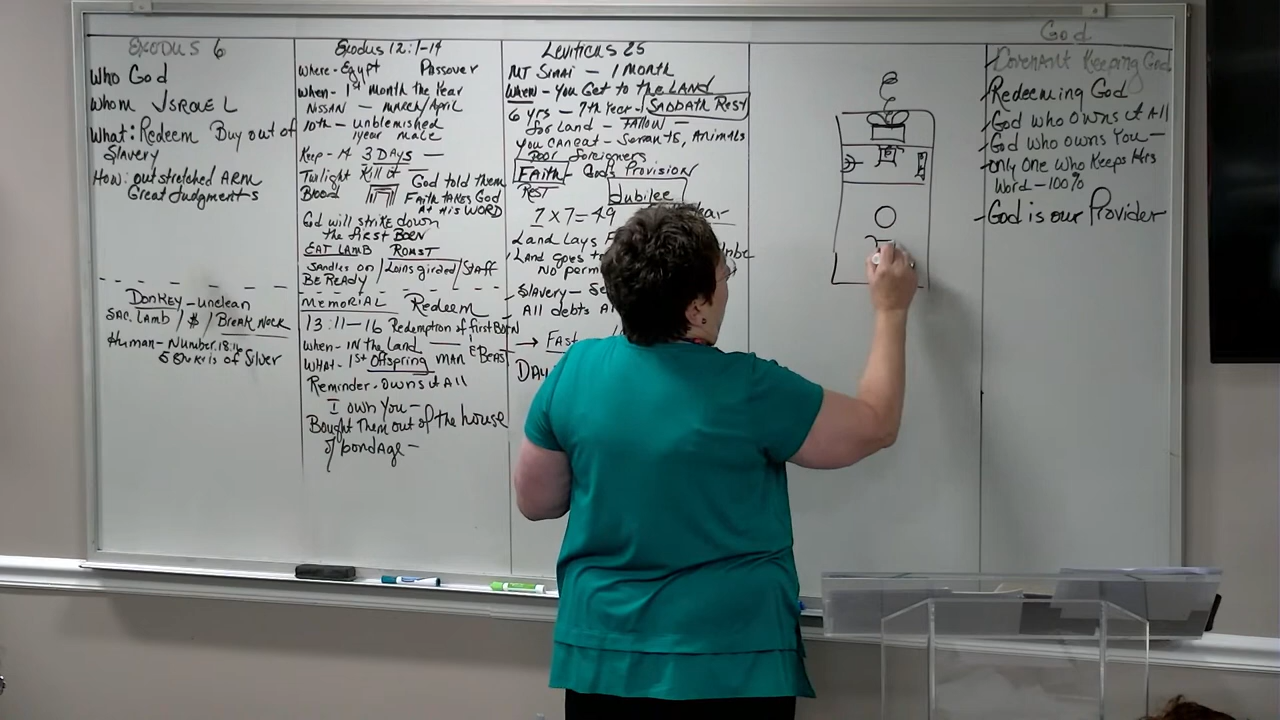 Exodus 6
Who God
Whom ISRAEL
What: Redeem Buy out of
Slavery
How: outstretched ARM
Great Judgments
Donkey - unclean
Sac. Lamb / $ / Break Neck
Human - Number 18:
5 Shekels of Silver
Exodus 12:1-14
Where - Egypt Passover
When - 1st Month the Year
NISSAN - MARCH/April
10th - unblemished
1 year male
Keep - 3 DAYS
Twilight Kill it
Blood
God told them
Faith takes God
At His WORD
God will strike down
the first BORN
EAT LAMB ROAST
Sandles on / Loins girded / Staff
BE READY
MEMORIAL Redeem
13:11-16 Redemption of first BORN
When - IN the Land
WHAT - 1st Offspring MAN & BEAST
Reminder - Owns it All
I own You -
Bought Them out of the house
of bondage -
Leviticus 25
MT Sinai - 1 Month
When - You Get to the LAND
6 yrs - 7th Year - SABBATH REST
for Land - FALLOW -
You can eat - Servants, Animals
Poor foreigners
FAITH - God's Provision
REST
Jubilee
7 x 7 = 49
Land Lays
Land goes to
No perm
Slavery -
All debts
→ Fast
DAY
God
Covenant Keeping God
Redeeming God
God who owns it All
God who owns You -
only One who Keeps His
Word - 100%
- God is our Provider